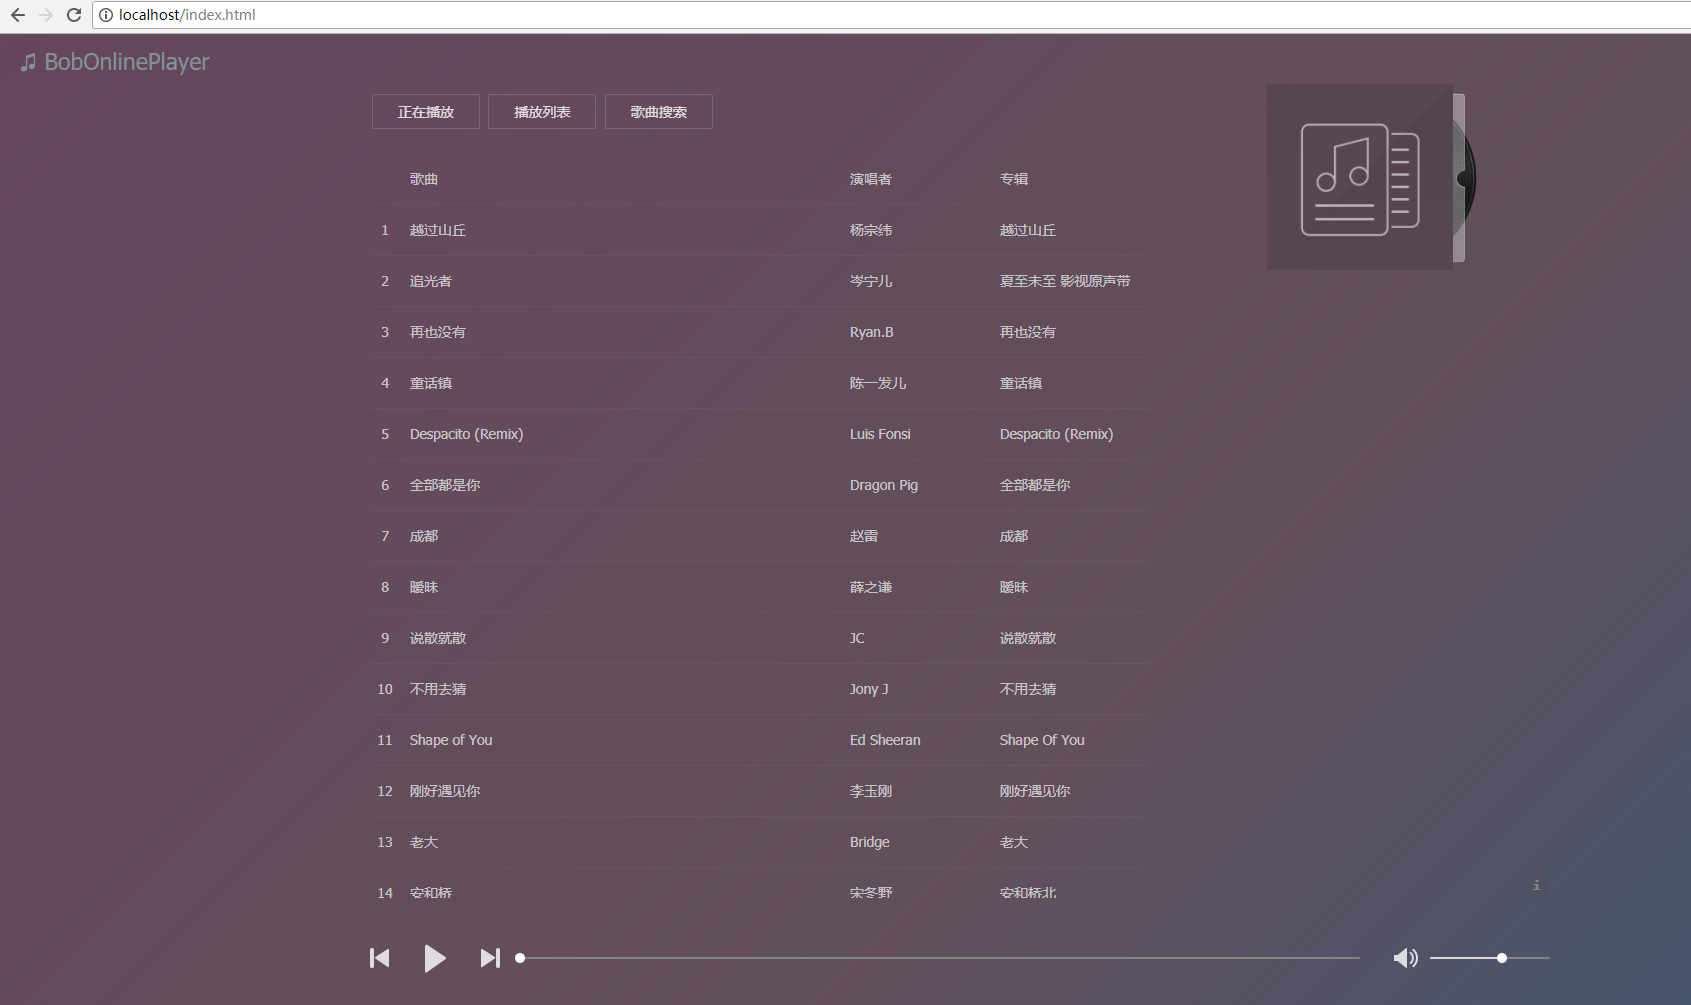 localhost/index.html
BobOnlinePlayer
正在播放 播放列表 歌曲搜索
歌曲 演唱者 专辑
1 越过山丘 杨宗纬 越过山丘
2 追光者 岑宁儿 夏至未至 影视原声带
3 再也没有 Ryan.B 再也没有
4 童话镇 陈一发儿 童话镇
5 Despacito (Remix) Luis Fonsi Despacito (Remix)
6 全部都是你 Dragon Pig 全部都是你
7 成都 赵雷 成都
8 暧昧 薛之谦 暧昧
9 说散就散 JC 说散就散
10 不用去猜 Jony J 不用去猜
11 Shape of You Ed Sheeran Shape Of You
12 刚好遇见你 李玉刚 刚好遇见你
13 老大 Bridge 老大
14 安和桥 宋冬野 安和桥北